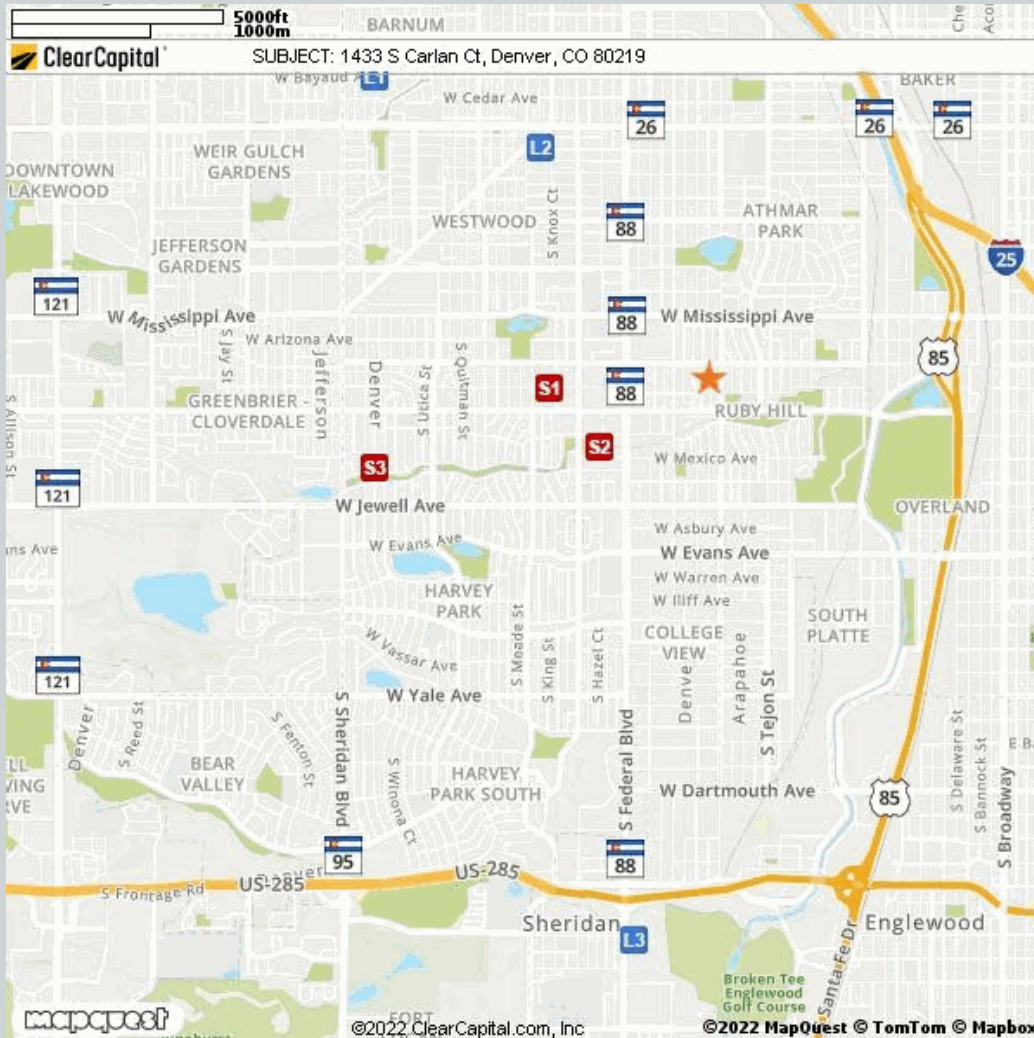 5000ft
1000m
BARNUM
ClearCapital
SUBJECT: 1433 S Carlan Ct, Denver, CO 80219
W Bayaud
L1
BAKER
W Cedar Ave
26
26
26
L2
WEIR GULCH
GARDENS
DOWNTOWN
LAKEWOOD
S Knox Ct
WESTWOOD
88
ATHMAR
PARK
JEFFERSON
GARDENS
25
121
W Mississippi Ave
88
W Mississippi Ave
S Jay St
W Arizona Ave
Jefferson
Denver
S Utica St
S Quitman St
85
S1
88
S Allison St
GREENBRIER -
CLOVERDALE
RUBY HILL
S2
W Mexico Ave
S3
121
W Jewell Ave
OVERLAND
W Asbury Ave
ns Ave
W Evans Ave
W Evans Ave
W Warren Ave
HARVEY
PARK
W Iliff Ave
SOUTH
PLATTE
COLLEGE
VIEW
S Meade St
S King St
S Hazel Ct
W Vassar Ave
121
W Yale Ave
Denve
Arapahoe
S Tejon St
Denver
S Reed St
S Sheridan Blvd
S Fenton St
S Federal Blvd
S Delaware St
S Bannock St
S Broadway
E Ba
BEAR
VALLEY
HARVEY
PARK SOUTH
S Winona Ct
W Dartmouth Ave
85
95
88
US-285
US-285
Denver
S Frontage Rd
Sheridan
L3
Englewood
Santa Fe Dr
Broken Tee
Englewood
Golf Course
FORT
mapquest
©2022 ClearCapital.com, Inc
©2022 MapQuest © TomTom © Mapbox